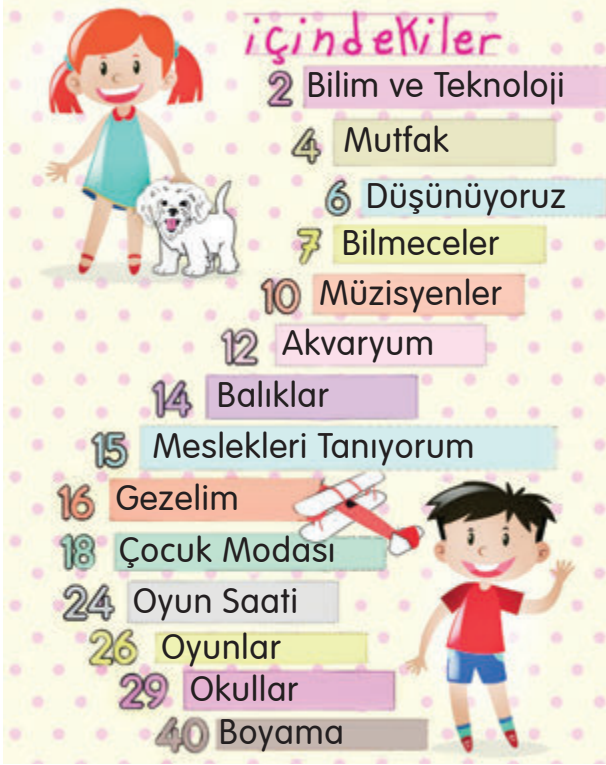 içindekiler
2 Bilim ve Teknoloji
4 Mutfak
6 Düşünüyoruz
7 Bilmeceler
10 Müzisyenler
12 Akvaryum
14 Balıklar
15 Meslekleri Tanıyorum
16 Gezelim
18 Çocuk Modası
24 Oyun Saati
26 Oyunlar
29 Okullar
40 Boyama